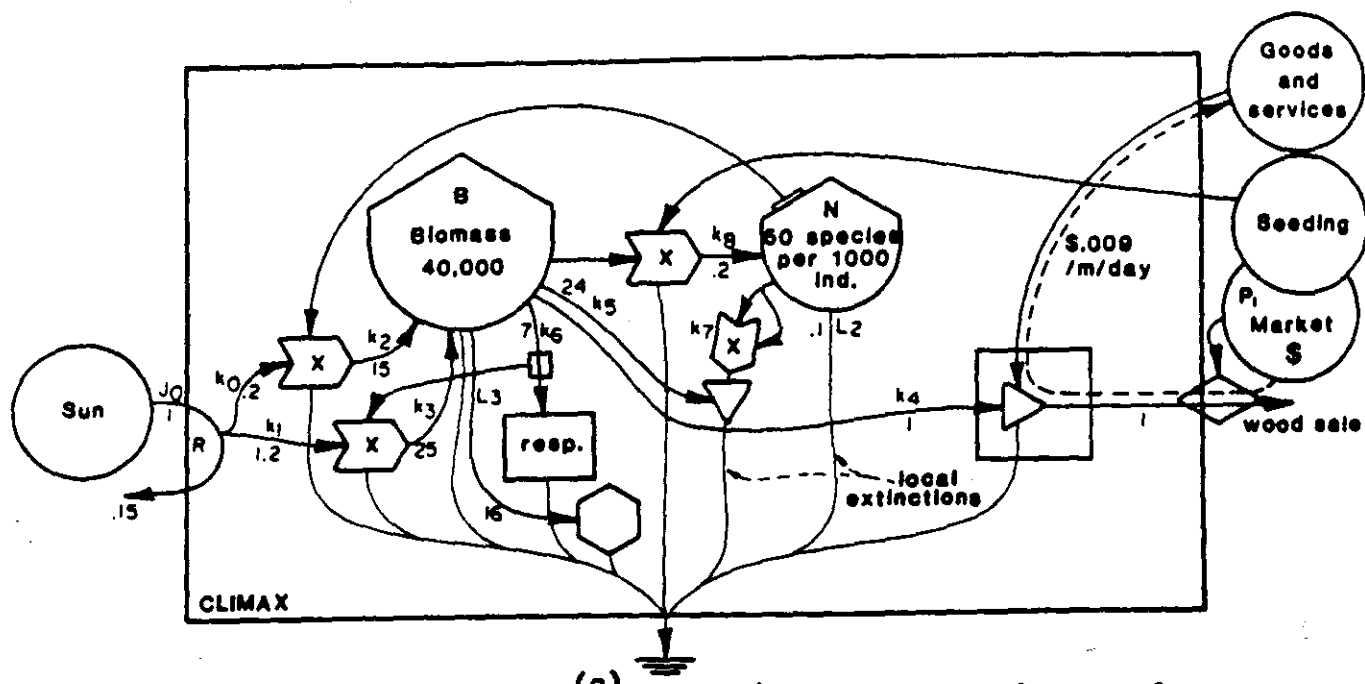 Goods
and
services
Seeding
P₁
Market
$
$.009
/m/day
B
Biomass
40,000
N
60 species
per 1000
ind.
X
k8
.2
24
k5
7
k6
k7
X
.1
L2
Sun
J0
1
R
k0
.2
X
k2
15
k1
1.2
X
k3
25
L3
resp.
16
k4
1
1
wood sale
local
extinctions
.15
CLIMAX
(a)